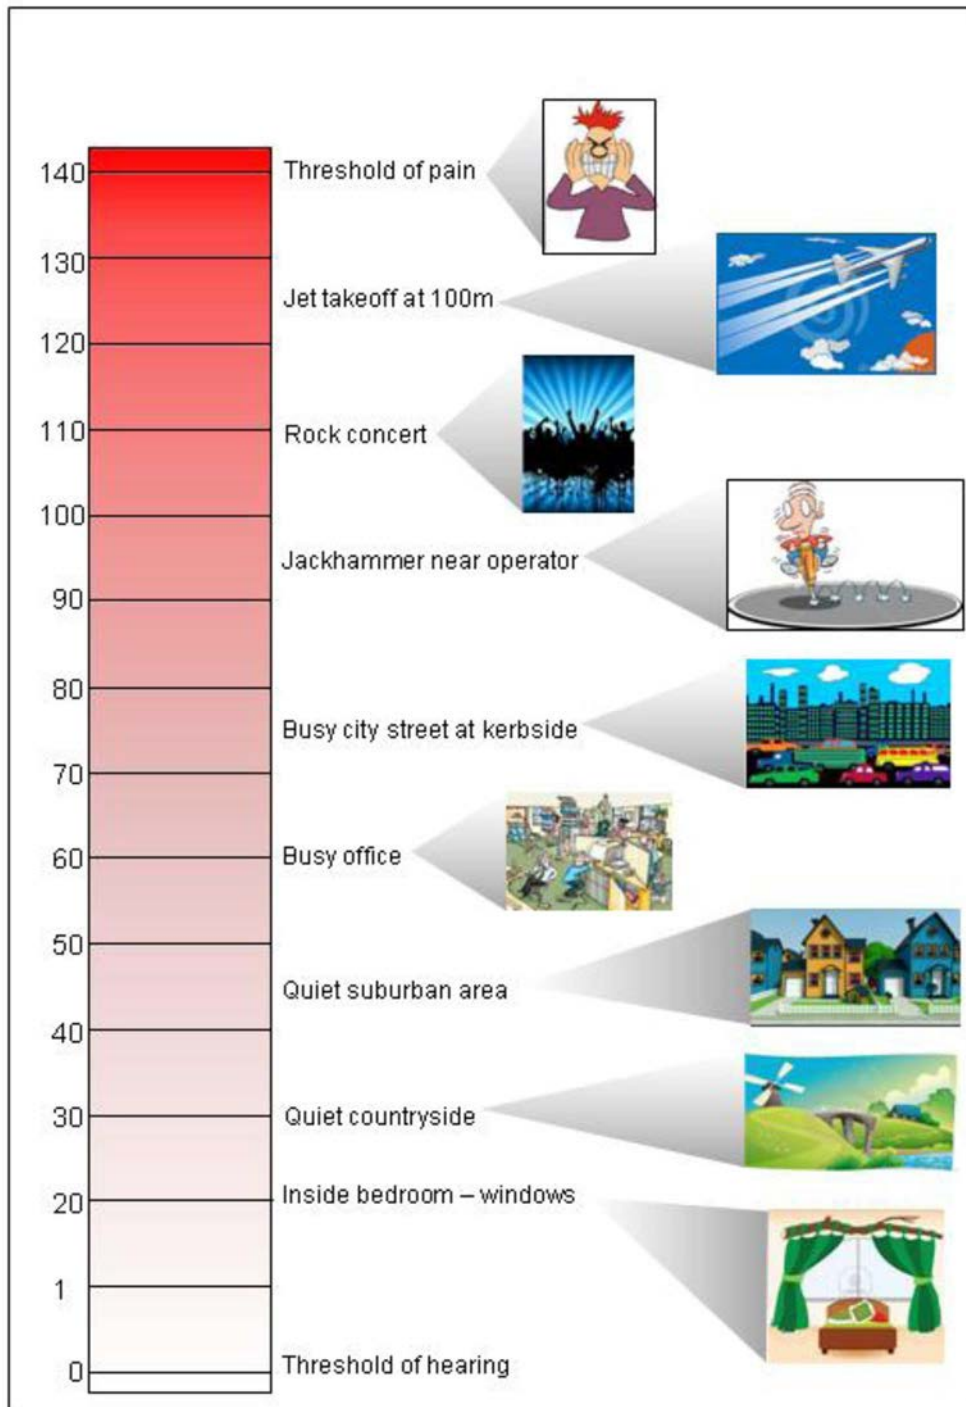 140
Threshold of pain
130
Jet takeoff at 100m
120
110
Rock concert
100
Jackhammer near operator
90
80
Busy city street at kerbside
70
60
Busy office
50
Quiet suburban area
40
30
Quiet countryside
20
Inside bedroom – windows
1
0
Threshold of hearing